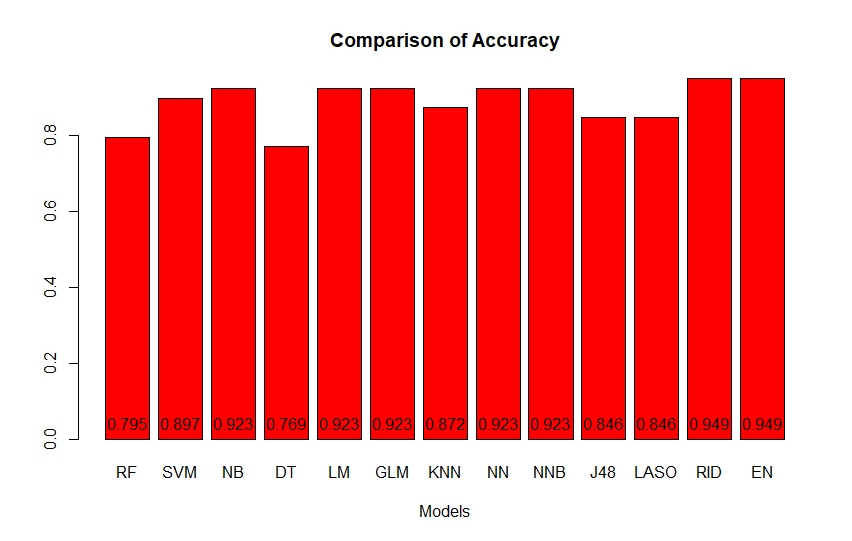 Comparison of Accuracy
0.8
0.6
0.4
0.2
0.0
0.795 0.897 0.923 0.769 0.923 0.923 0.872 0.923 0.923 0.846 0.846 0.949 0.949
RF SVM NB DT LM GLM KNN NN NNB J48 LASO RID EN
Models